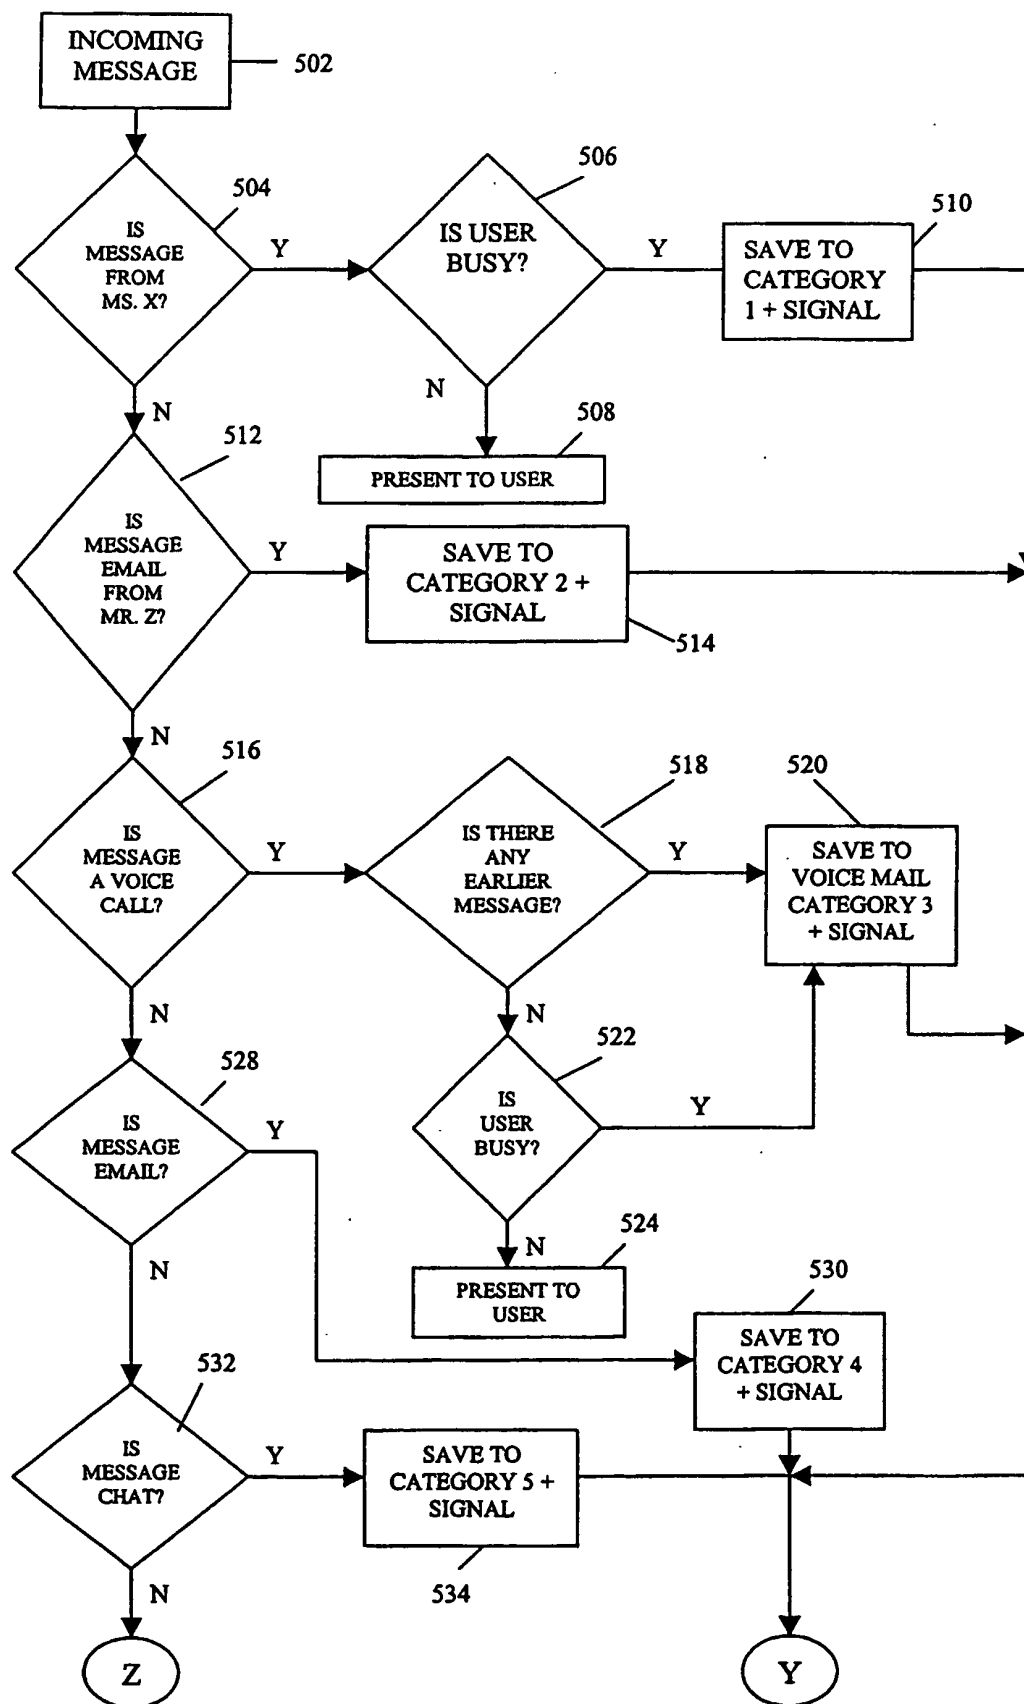 INCOMING
MESSAGE
502
504
IS
MESSAGE
FROM
MS. X?
Y
506
IS USER
BUSY?
Y
510
SAVE TO
CATEGORY
1 + SIGNAL
N
N
508
PRESENT TO USER
512
IS
MESSAGE
EMAIL
FROM
MR. Z?
Y
SAVE TO
CATEGORY 2 +
SIGNAL
514
N
516
IS
MESSAGE
A VOICE
CALL?
Y
518
IS THERE
ANY
EARLIER
MESSAGE?
Y
520
SAVE TO
VOICE MAIL
CATEGORY 3
+ SIGNAL
N
N
522
IS
USER
BUSY?
Y
528
IS
MESSAGE
EMAIL?
Y
N
524
PRESENT TO
USER
N
530
SAVE TO
CATEGORY 4
+ SIGNAL
532
IS
MESSAGE
CHAT?
Y
SAVE TO
CATEGORY 5 +
SIGNAL
534
N
Z
Y